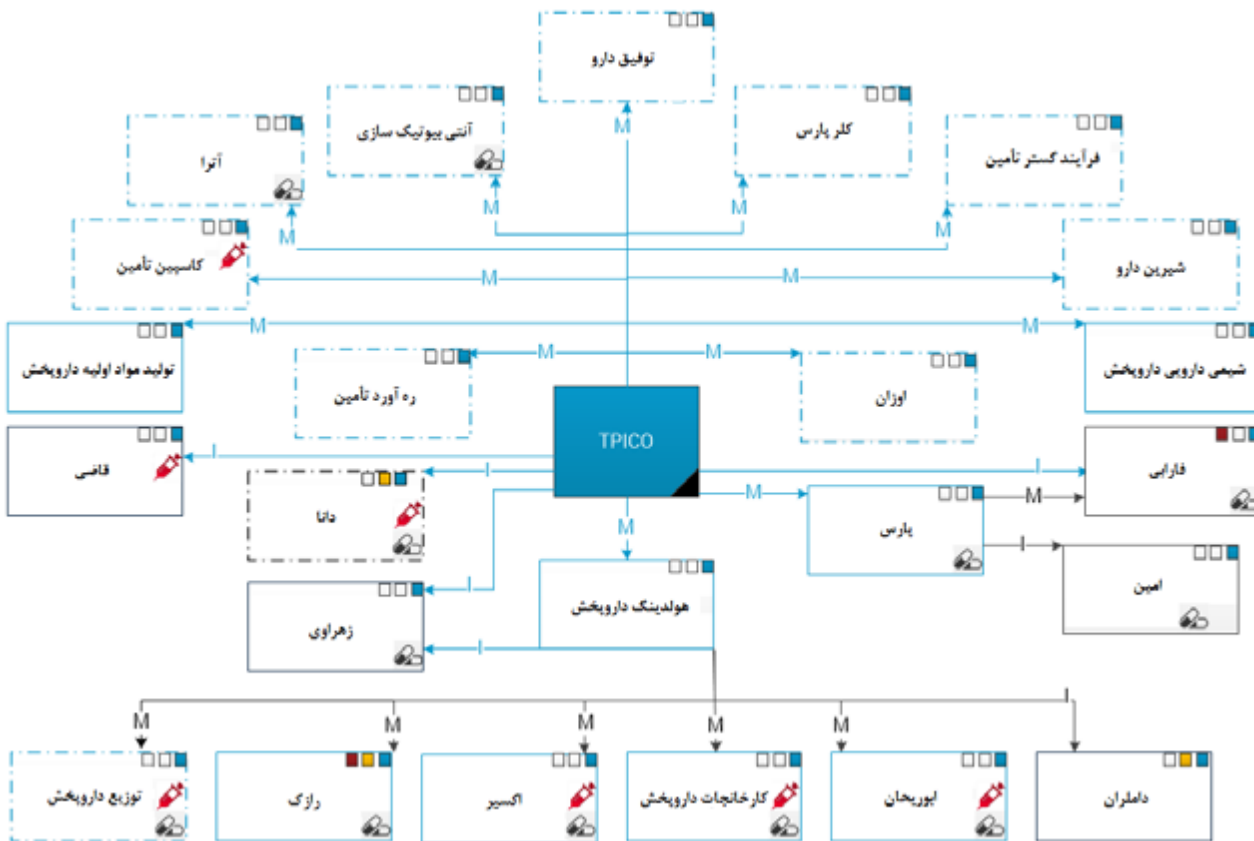 توفیق دارو
آنتی بیوتیک سازی
کلر پارس
آترا
فرآیند گستر تأمین
M
M
M
M
M
کاسپین تأمین
شیرین دارو
M
M
تولید مواد اولیه داروپخش
M
M
شیمی دارویی داروپخش
ره آورد تأمین
M
M
اوزان
TPICO
قاضی
I
I
I
فارابی
دانا
M
پارس
M
M
I
امین
زهراوی
I
I
هولدینگ داروپخش
M
M
M
M
M
I
توزیع داروپخش
رازک
اکسیر
کارخانجات داروپخش
ابوریحان
داملران